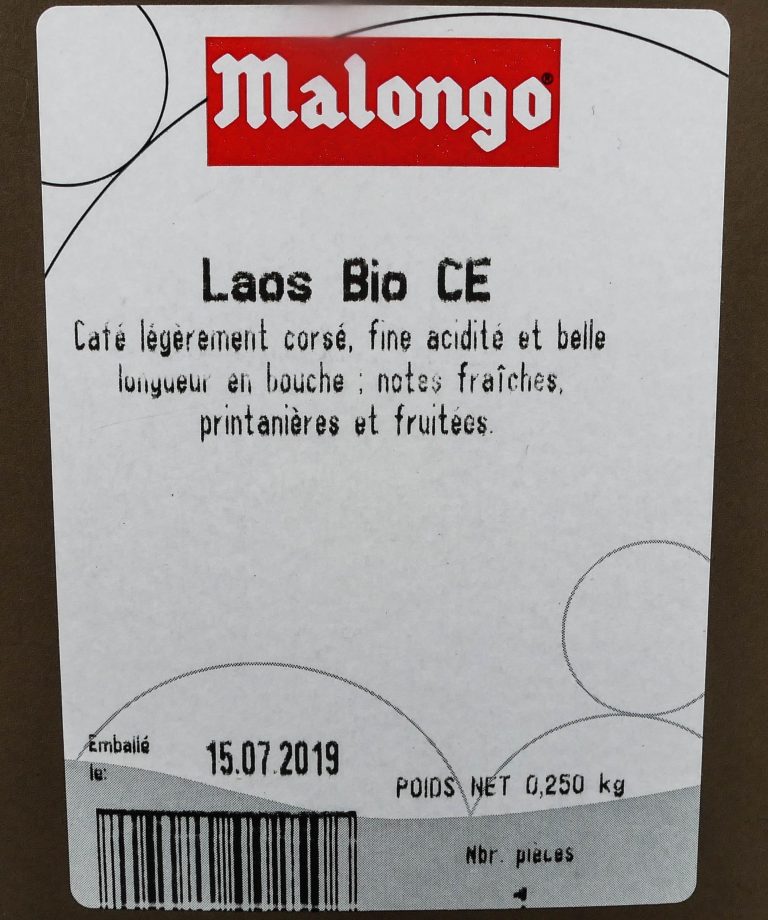 Malongo®
Laos Bio CE
Café légèrement corsé, fine acidité et belle
longueur en bouche ; notes fraîches,
printanières et fruitées.
Emballé
le:
15.07.2019
POIDS NET 0,250 kg
Nbr. pièces